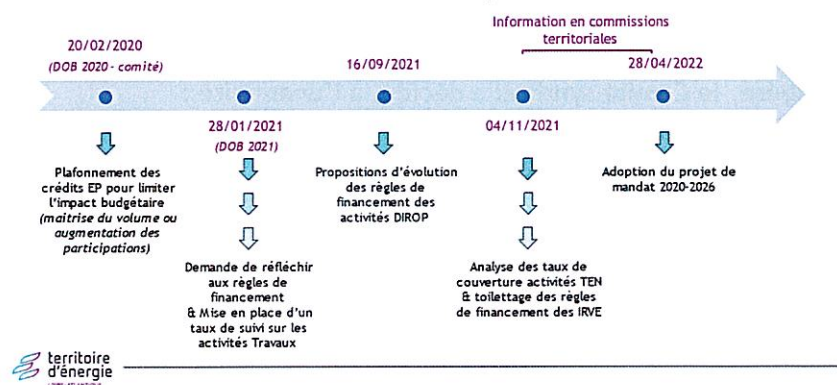 Information en commissions
territoriales
20/02/2020
(DOB 2020 - comité)
16/09/2021
28/04/2022
28/01/2021
(DOB 2021)
04/11/2021
Plafonnement des
crédits EP pour limiter
l'impact budgétaire
(maitrise du volume ou
augmentation des
participations)
Propositions d'évolution
des règles de
financement des
activités DIROP
Adoption du projet de
mandat 2020-2026
Demande de réfléchir
aux règles de
financement
& Mise en place d'un
taux de suivi sur les
activités Travaux
Analyse des taux de
couverture activités TEN
& toilettage des règles
de financement des IRVE
territoire
d'énergie